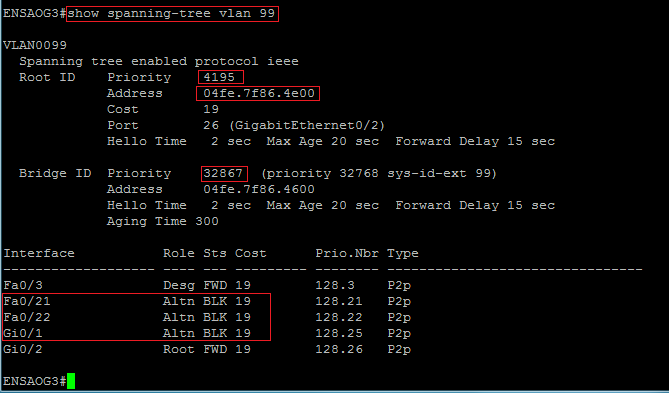 ENSAOG3#show spanning-tree vlan 99
VLAN0099
Spanning tree enabled protocol ieee
Root ID Priority 4195
Address 04fe.7f86.4e00
Cost 19
Port 26 (GigabitEthernet0/2)
Hello Time 2 sec Max Age 20 sec Forward Delay 15 sec
Bridge ID Priority 32867 (priority 32768 sys-id-ext 99)
Address 04fe.7f86.4600
Hello Time 2 sec Max Age 20 sec Forward Delay 15 sec
Aging Time 300
Interface Role Sts Cost Prio.Nbr Type
------------------- ---- --- --------- -------- --------------------------------
Fa0/3 Desg FWD 19 128.3 P2p
Fa0/21 Altn BLK 19 128.21 P2p
Fa0/22 Altn BLK 19 128.22 P2p
Gi0/1 Altn BLK 19 128.25 P2p
Gi0/2 Root FWD 19 128.26 P2p
ENSAOG3#